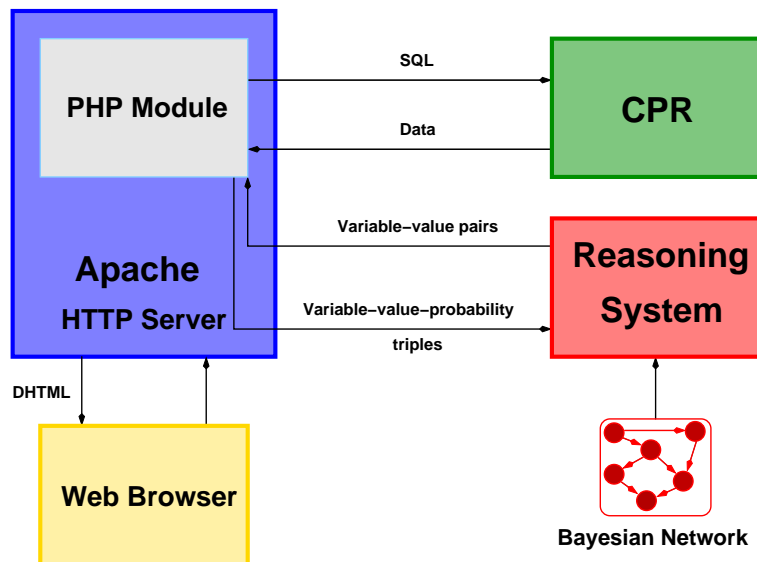 SQL
PHP Module
CPR
Data
Variable−value pairs
Reasoning
System
Apache
HTTP Server
Variable−value−probability
triples
DHTML
Web Browser
Bayesian Network